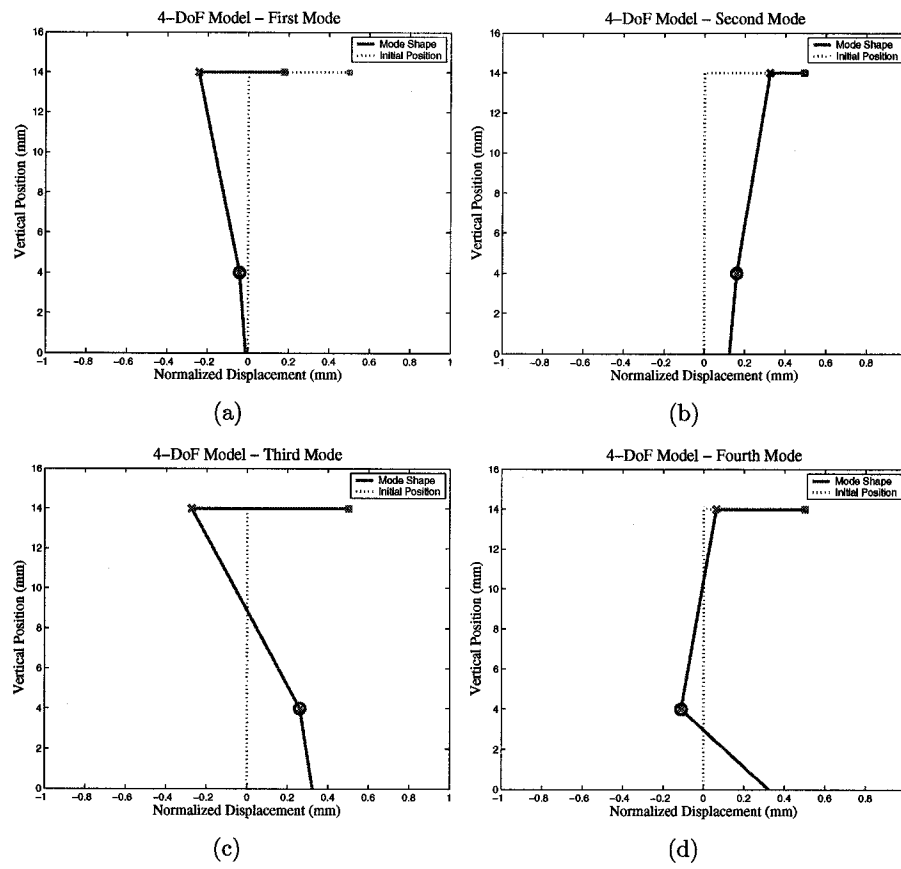 4-DoF Model - First Mode
Mode Shape
Initial Position
16
14
12
10
8
6
4
2
0
Vertical Position (mm)
-1 -0.8 -0.6 -0.4 -0.2 0 0.2 0.4 0.6 0.8 1
Normalized Displacement (mm)
(a)
4-DoF Model - Second Mode
Mode Shape
Initial Position
16
14
12
10
8
6
4
2
0
Vertical Position (mm)
-1 -0.8 -0.6 -0.4 -0.2 0 0.2 0.4 0.6 0.8
Normalized Displacement (mm)
(b)
4-DoF Model - Third Mode
Mode Shape
Initial Position
16
14
12
10
8
6
4
2
0
Vertical Position (mm)
-1 -0.8 -0.6 -0.4 -0.2 0 0.2 0.4 0.6 0.8 1
Normalized Displacement (mm)
(c)
4-DoF Model - Fourth Mode
Mode Shape
Initial Position
16
14
12
10
8
6
4
2
0
Vertical Position (mm)
-1 -0.8 -0.6 -0.4 -0.2 0 0.2 0.4 0.6 0.8
Normalized Displacement (mm)
(d)